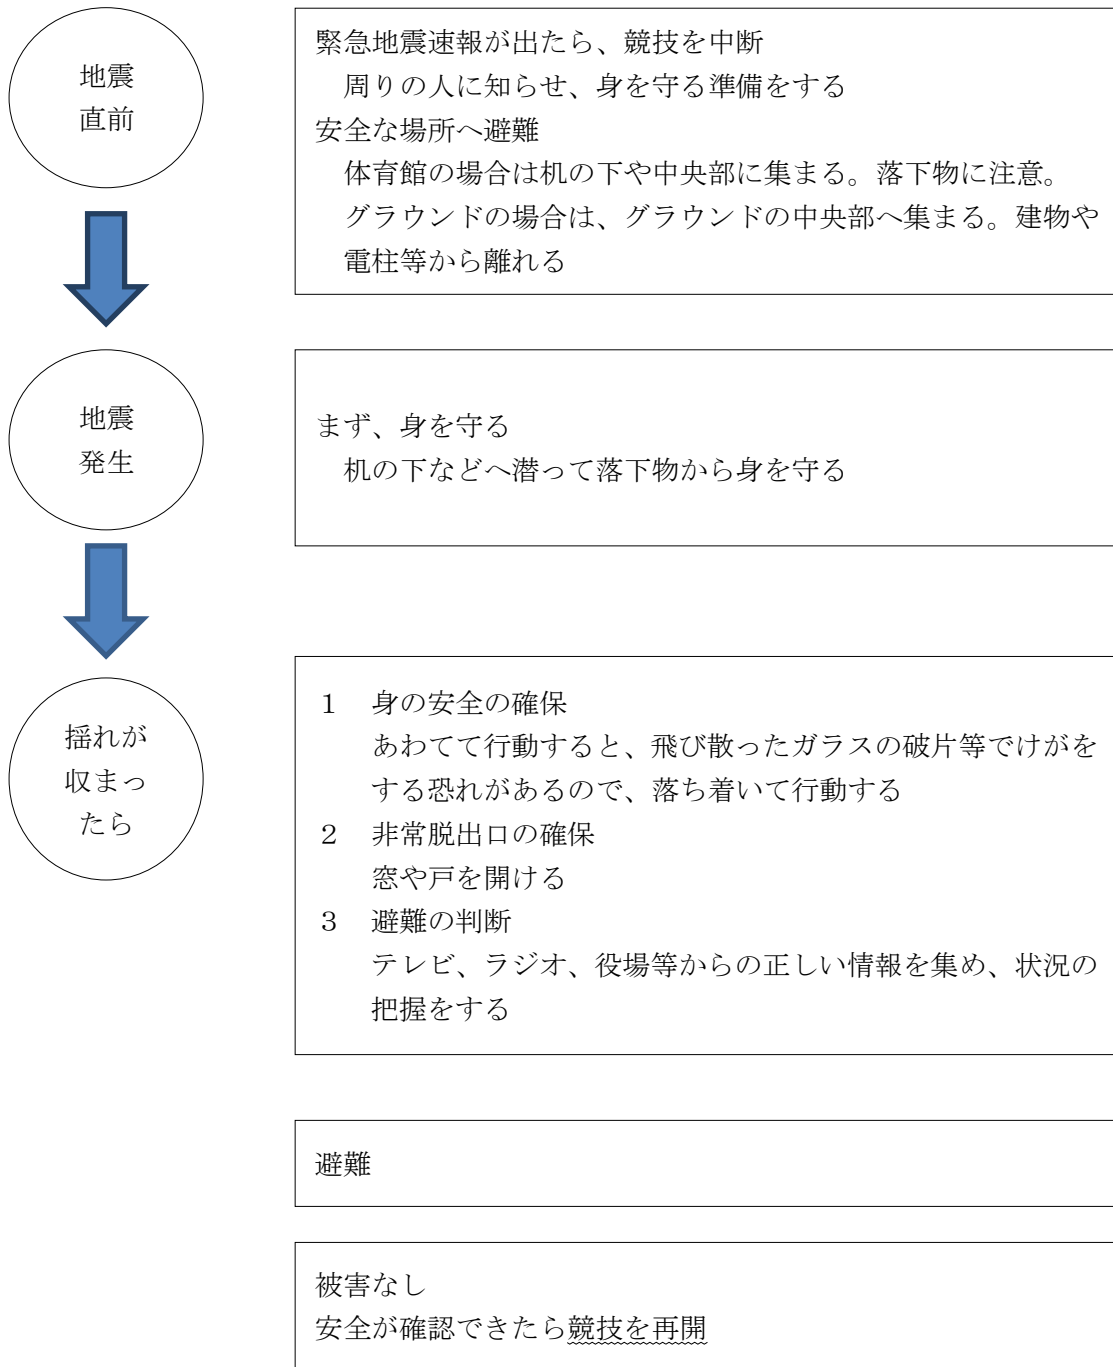 地震
直前
緊急地震速報が出たら、競技を中断
周りの人に知らせ、身を守る準備をする
安全な場所へ避難
体育館の場合は机の下や中央部に集まる。落下物に注意。
グラウンドの場合は、グラウンドの中央部へ集まる。建物や
電柱等から離れる
地震
発生
まず、身を守る
机の下などへ潜って落下物から身を守る
揺れが
収まっ
たら
1 身の安全の確保
あわてて行動すると、飛び散ったガラスの破片等でけがを
する恐れがあるので、落ち着いて行動する
2 非常脱出口の確保
窓や戸を開ける
3 避難の判断
テレビ、ラジオ、役場等からの正しい情報を集め、状況の
把握をする
避難
被害なし
安全が確認できたら競技を再開